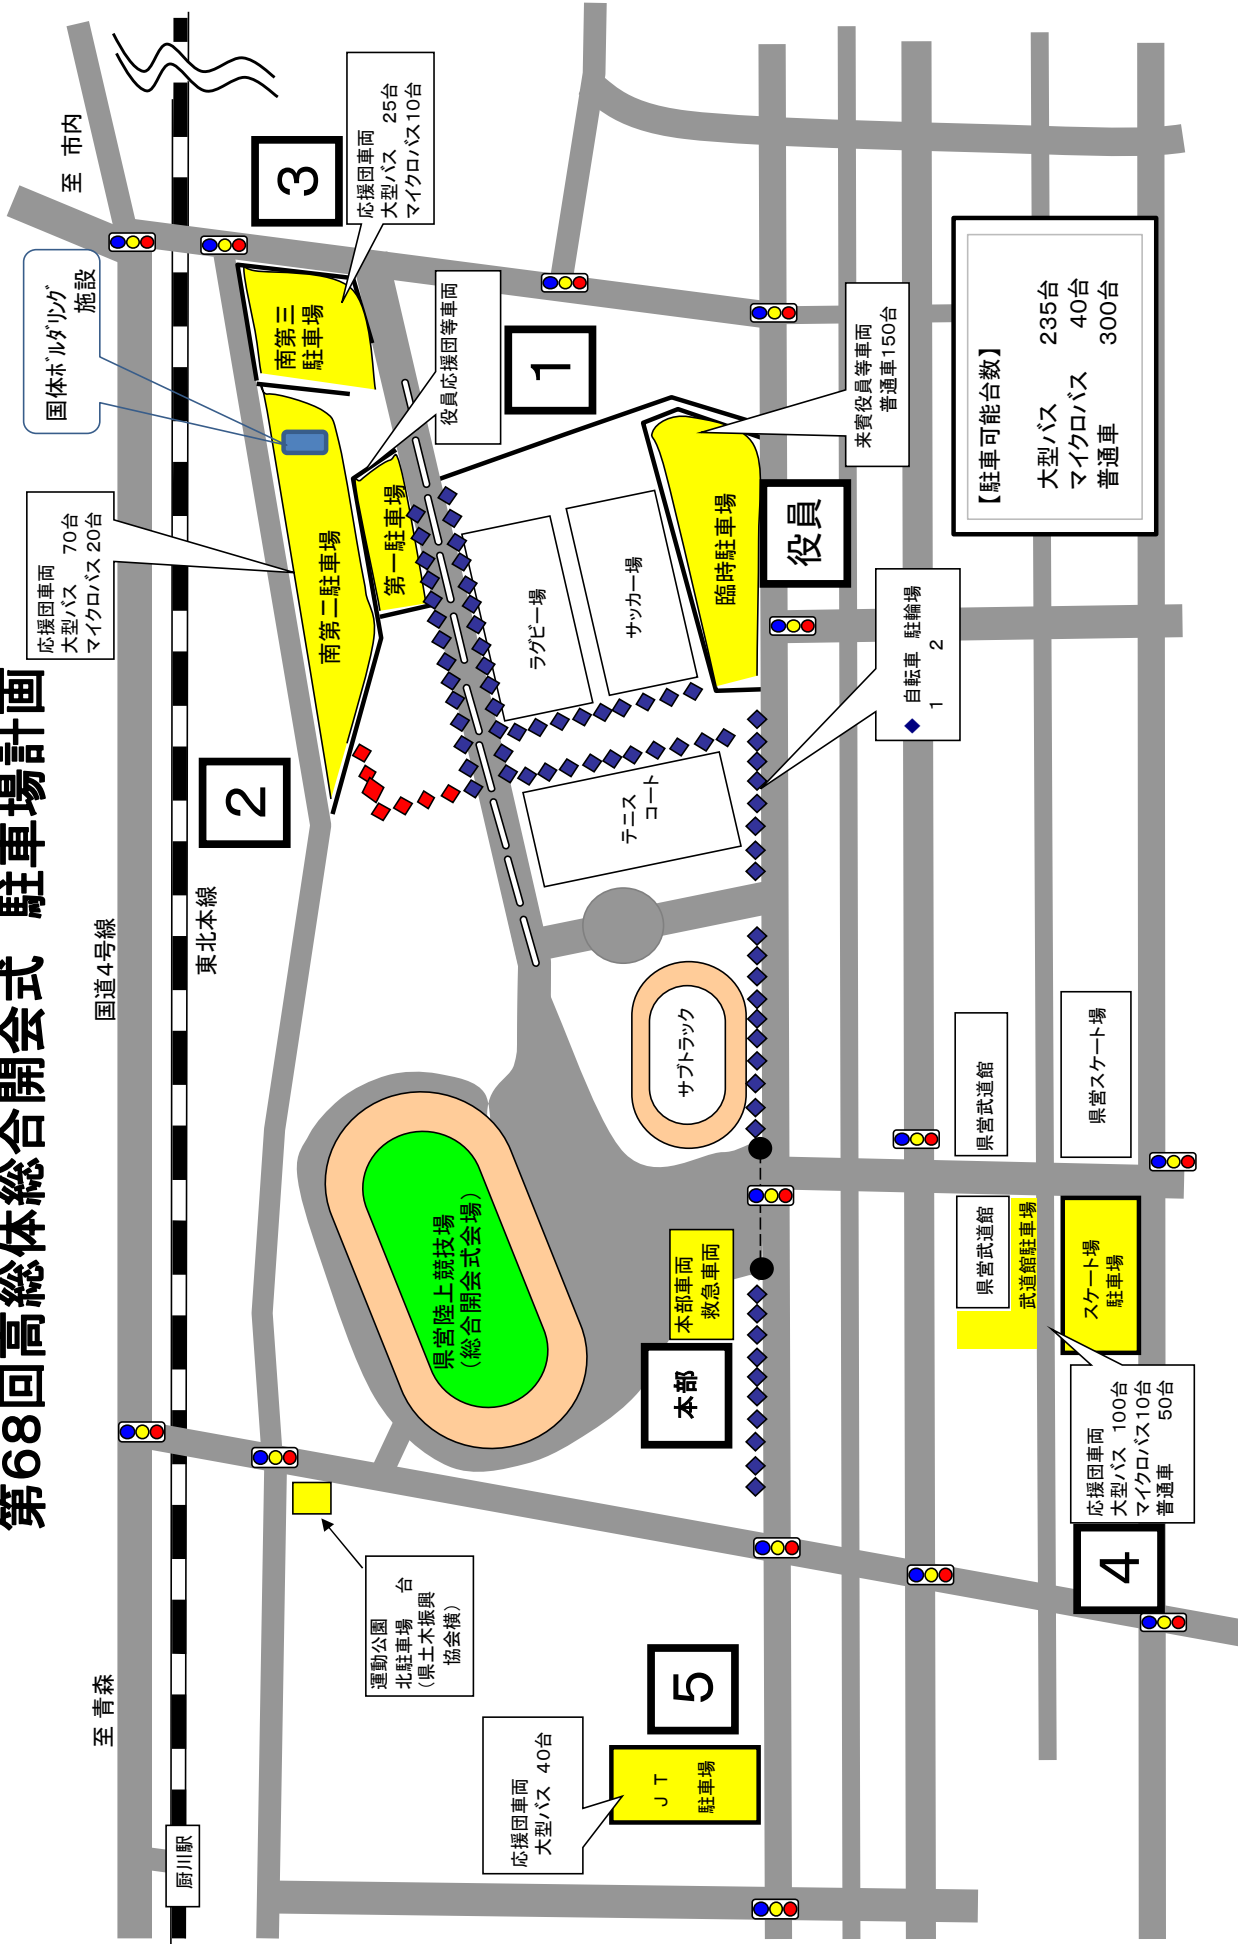 第68回高総体総合開会式　駐車場計画
至　青森
国道4号線
至　市内
東北本線
厨川駅
国体ボルダリング
施設
応援団車両
大型バス　70台
マイクロバス 20台
南第二駐車場
2
南第三
駐車場
3
応援団車両
大型バス　25台
マイクロバス10台
第一駐車場
役員応援団等車両
1
ラグビー場
サッカー場
テニス
コート
臨時駐車場
役員
来賓役員等車両
普通車150台
◆ 自転車　駐輪場
1　　2
【駐車可能台数】
大型バス　235台
マイクロバス　40台
普通車　300台
サブトラック
県営陸上競技場
（総合開会式会場）
本部車両
救急車両
本部
運動公園
北駐車場　台
（県土木振興
協会横）
5
応援団車両
大型バス 40台
ＪＴ
駐車場
県営武道館
県営スケート場
県営武道館
武道館駐車場
スケート場
駐車場
応援団車両
大型バス 100台
マイクロバス10台
普通車　50台
4